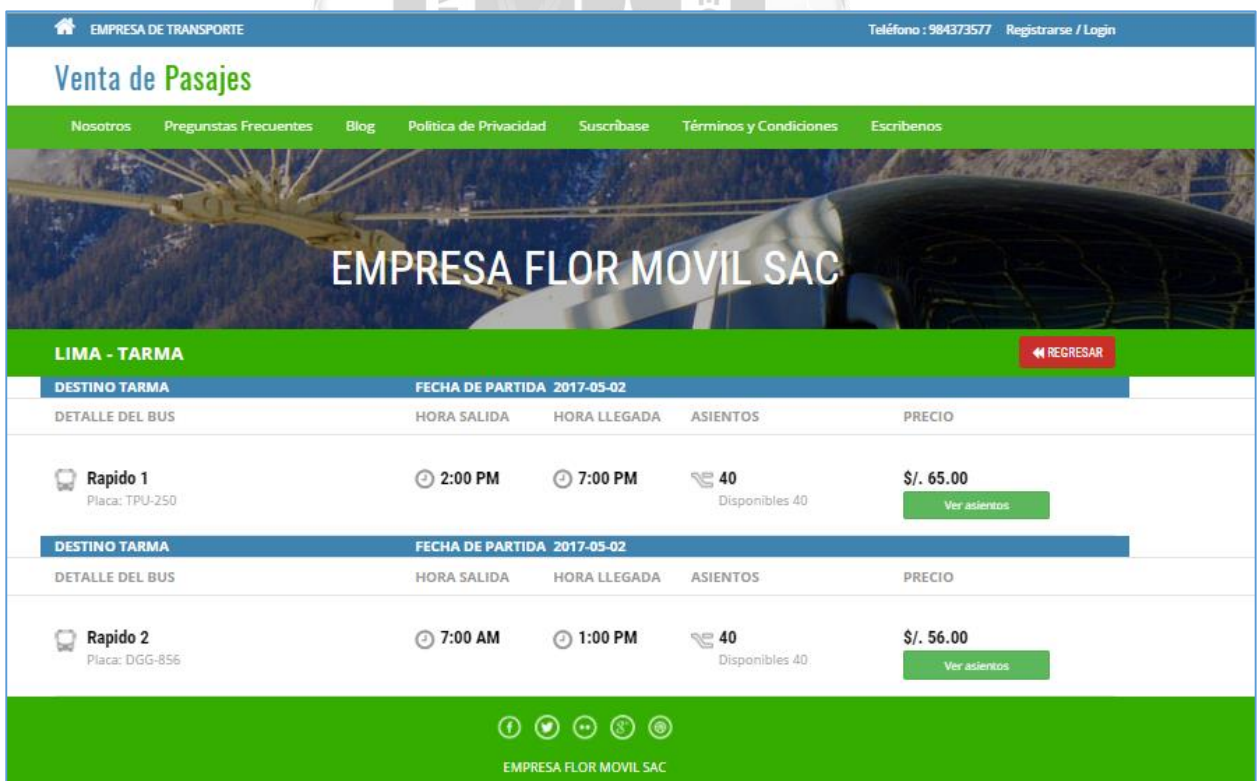 EMPRESA DE TRANSPORTE Teléfono : 984373577 Registrarse / Login
Venta de Pasajes
Nosotros Pregunstas Frecuentes Blog Politica de Privacidad Suscríbase Términos y Condiciones Escribenos
EMPRESA FLOR MOVIL SAC
LIMA - TARMA REGRESAR
DESTINO TARMA FECHA DE PARTIDA 2017-05-02
DETALLE DEL BUS HORA SALIDA HORA LLEGADA ASIENTOS PRECIO
Rapido 1 2:00 PM 7:00 PM 40 $/. 65.00
Placa: TPU-250 Disponibles 40 Ver asientos
DESTINO TARMA FECHA DE PARTIDA 2017-05-02
DETALLE DEL BUS HORA SALIDA HORA LLEGADA ASIENTOS PRECIO
Rapido 2 7:00 AM 1:00 PM 40 $/. 56.00
Placa: DGG-856 Disponibles 40 Ver asientos
EMPRESA FLOR MOVIL SAC